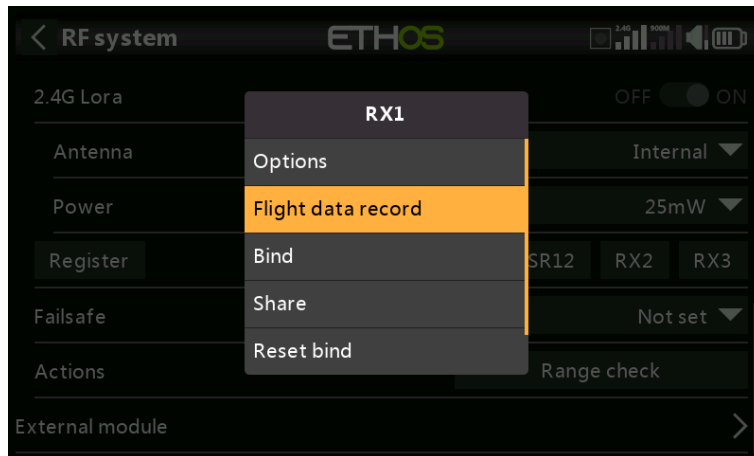 RF system
ETHOS
2.4G
900M
2.4G Lora
OFF
ON
RX1
Antenna
Internal
Options
Power
25mW
Flight data record
Register
Bind
SR12
RX2
RX3
Failsafe
Not set
Share
Actions
Range check
Reset bind
External module